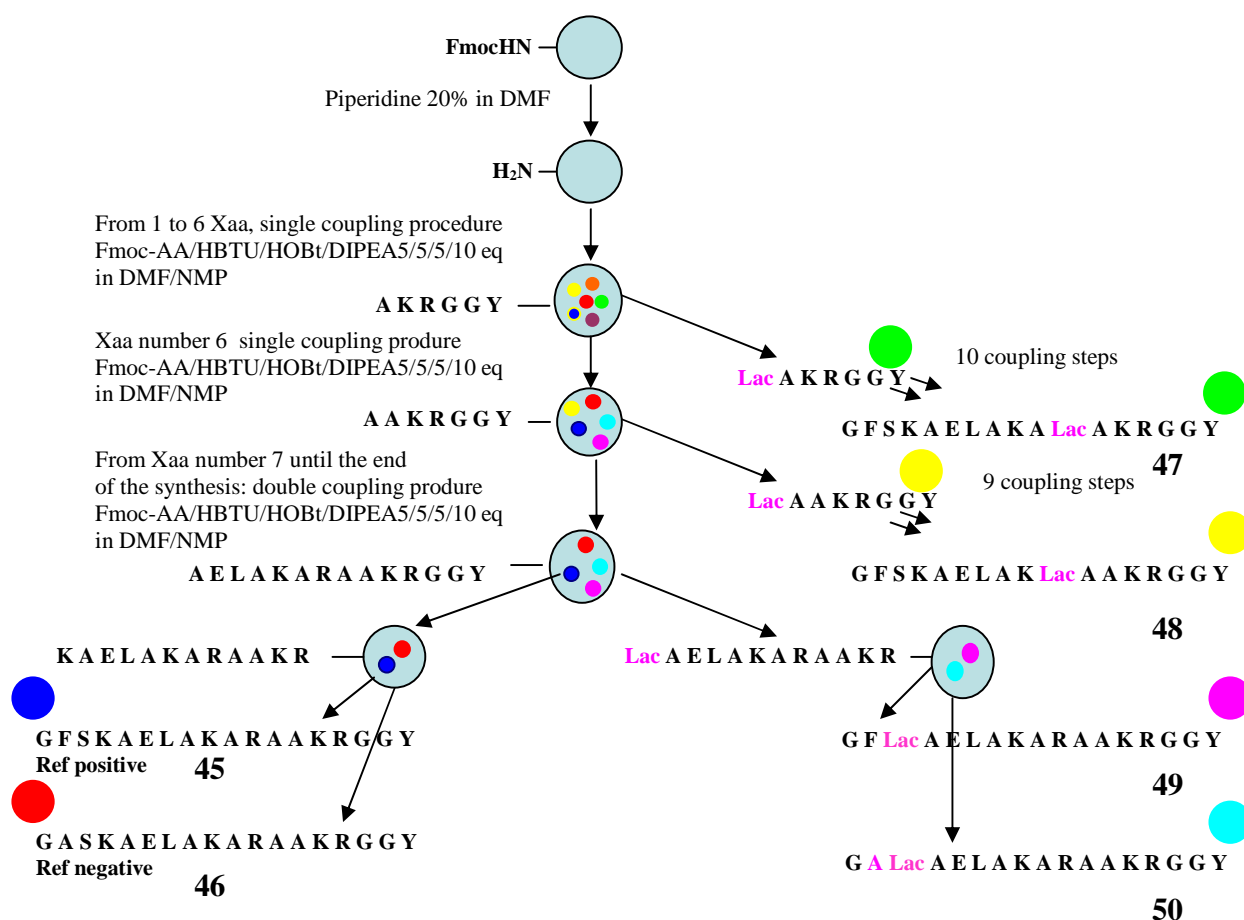 FmocHN
Piperidine 20% in DMF
H₂N
From 1 to 6 Xaa, single coupling procedure
Fmoc-AA/HBTU/HOBt/DIPEA5/5/5/10 eq
in DMF/NMP
A K R G G Y
Xaa number 6 single coupling produre
Fmoc-AA/HBTU/HOBt/DIPEA5/5/5/10 eq
in DMF/NMP
10 coupling steps
Lac A K R G G Y
A A K R G G Y
G F S K A E L A K A Lac A K R G G Y
47
From Xaa number 7 until the end
of the synthesis: double coupling produre
Fmoc-AA/HBTU/HOBt/DIPEA5/5/5/10 eq
in DMF/NMP
9 coupling steps
Lac A A K R G G Y
A E L A K A R A A K R G G Y
G F S K A E L A K Lac A A K R G G Y
48
K A E L A K A R A A K R
Lac A E L A K A R A A K R
G F S K A E L A K A R A A K R G G Y
Ref positive 45
G F Lac A E L A K A R A A K R G G Y
49
G A S K A E L A K A R A A K R G G Y
Ref negative 46
G A Lac A E L A K A R A A K R G G Y
50